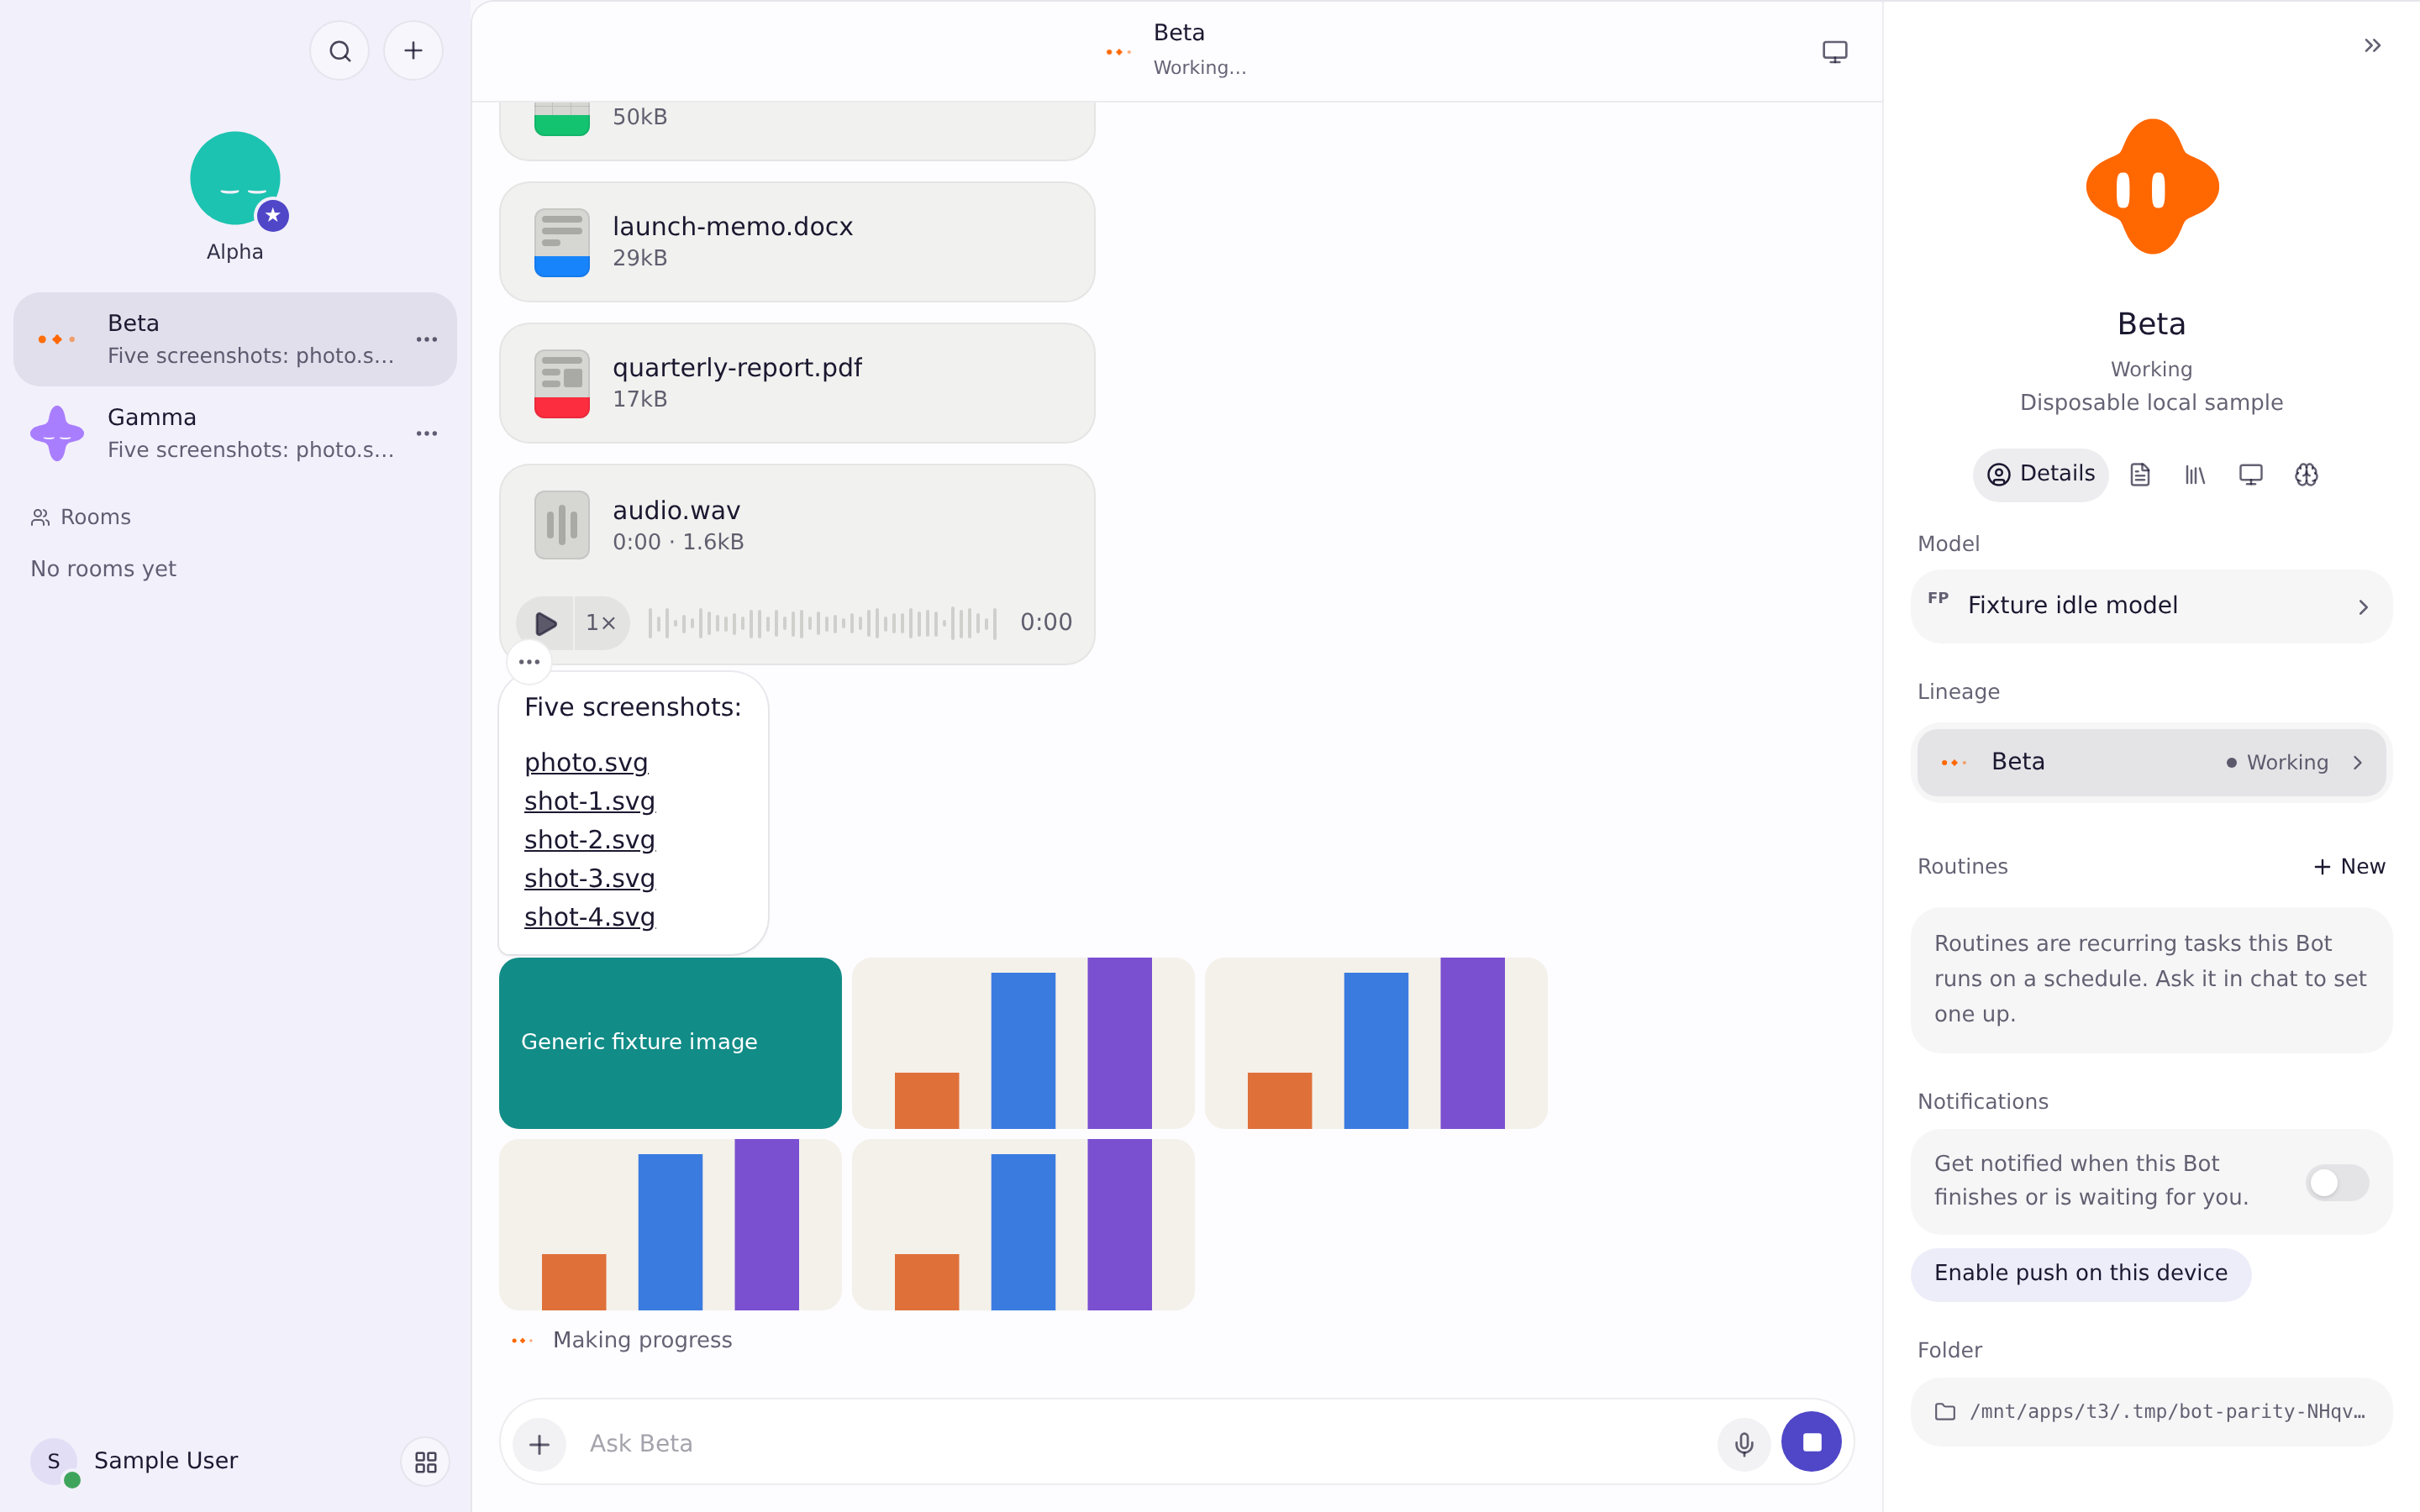 Alpha
Beta
Five screenshots: photo.s...
Gamma
Five screenshots: photo.s...
Rooms
No rooms yet
S
Sample User
Beta
Working...
50kB
launch-memo.docx
29kB
quarterly-report.pdf
17kB
audio.wav
0:00 · 1.6kB
1×
0:00
Five screenshots:
photo.svg
shot-1.svg
shot-2.svg
shot-3.svg
shot-4.svg
Generic fixture image
Making progress
Ask Beta
Beta
Working
Disposable local sample
Details
Model
FP Fixture idle model
Lineage
Beta Working
Routines
New
Routines are recurring tasks this Bot
runs on a schedule. Ask it in chat to set
one up.
Notifications
Get notified when this Bot
finishes or is waiting for you.
Enable push on this device
Folder
/mnt/apps/t3/.tmp/bot-parity-NHqv...